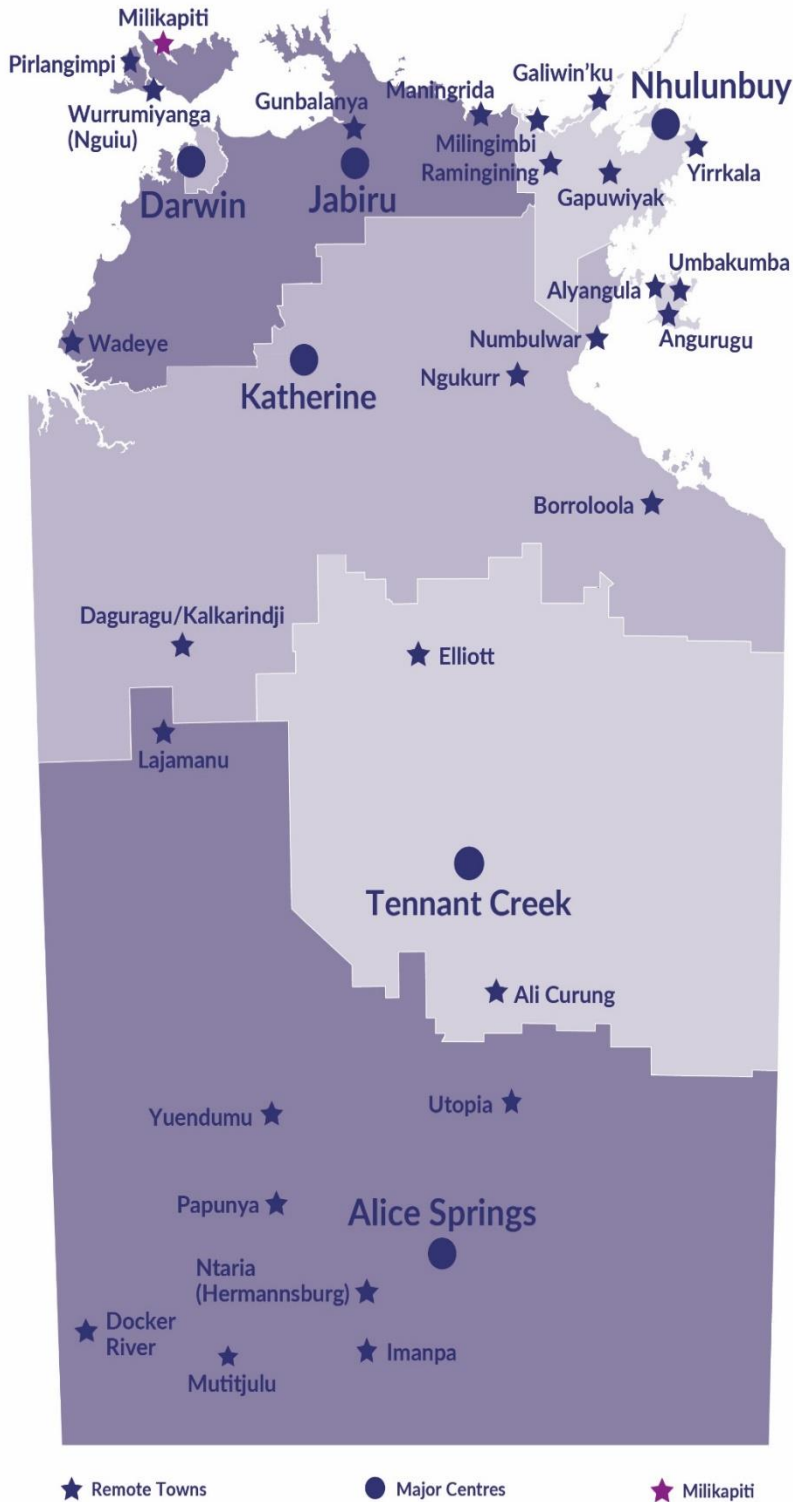 Milikapiti
Pirlangimpi
Wurrumiyanga
(Nguiu)
Gunbalanya
Maningrida
Galiwin’ku
Nhulunbuy
Milingimbi
Ramingining
Yirrkala
Gapuwiyak
Darwin
Jabiru
Umbakumba
Alyangula
Angurugu
Numbulwar
Wadeye
Ngukurr
Katherine
Borroloola
Daguragu/Kalkarindji
Elliott
Lajamanu
Tennant Creek
Ali Curung
Utopia
Yuendumu
Papunya
Alice Springs
Ntaria
(Hermannsburg)
Docker
River
Imanpa
Mutitjulu
Remote Towns
Major Centres
Milikapiti